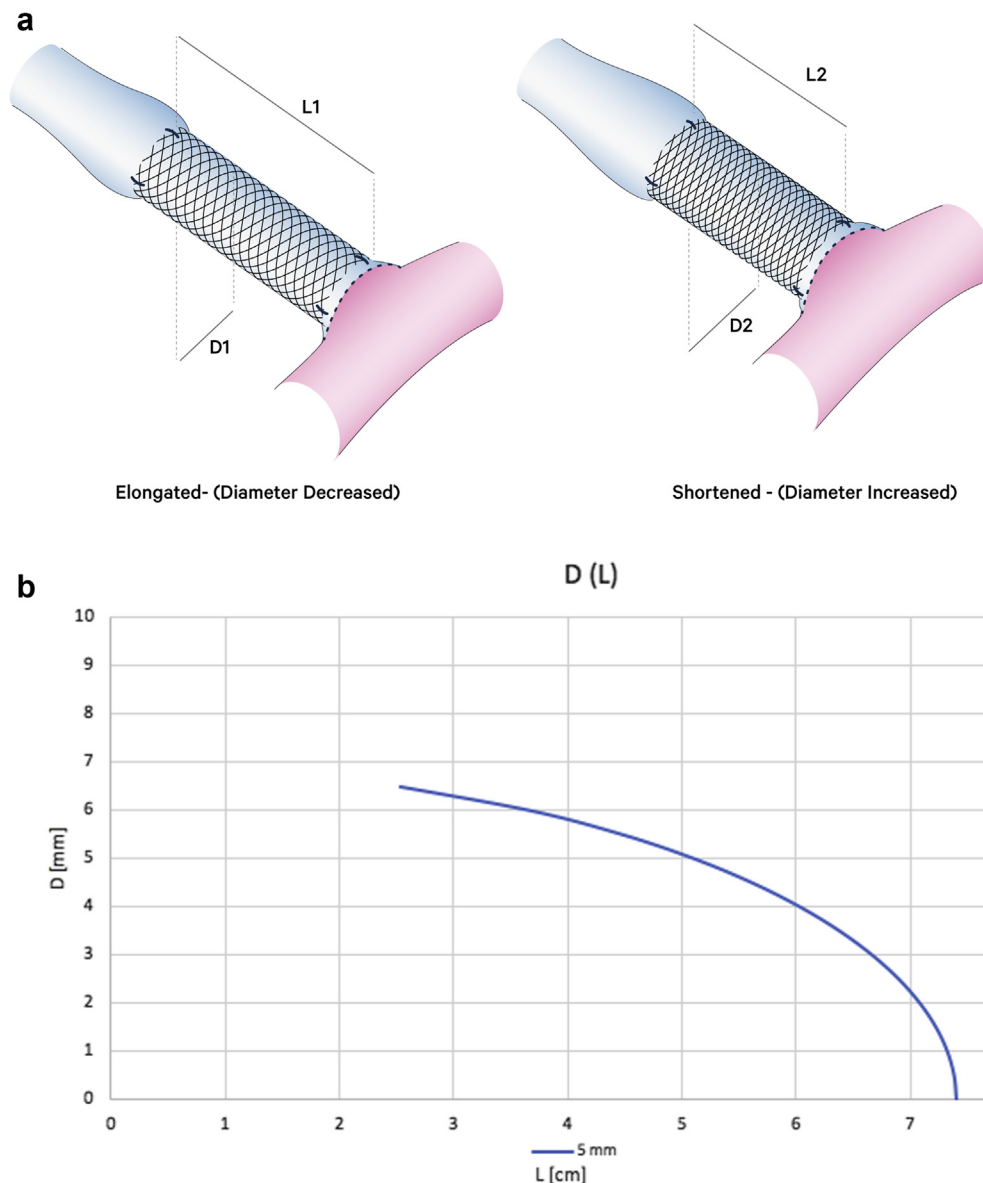 a
L1
L2
D1
D2
Elongated- (Diameter Decreased)
Shortened - (Diameter Increased)
b
D (L)
10
9
8
7
6
5
4
3
2
1
0
D [mm]
0 1 2 3 4 5 6 7
5 mm
L [cm]